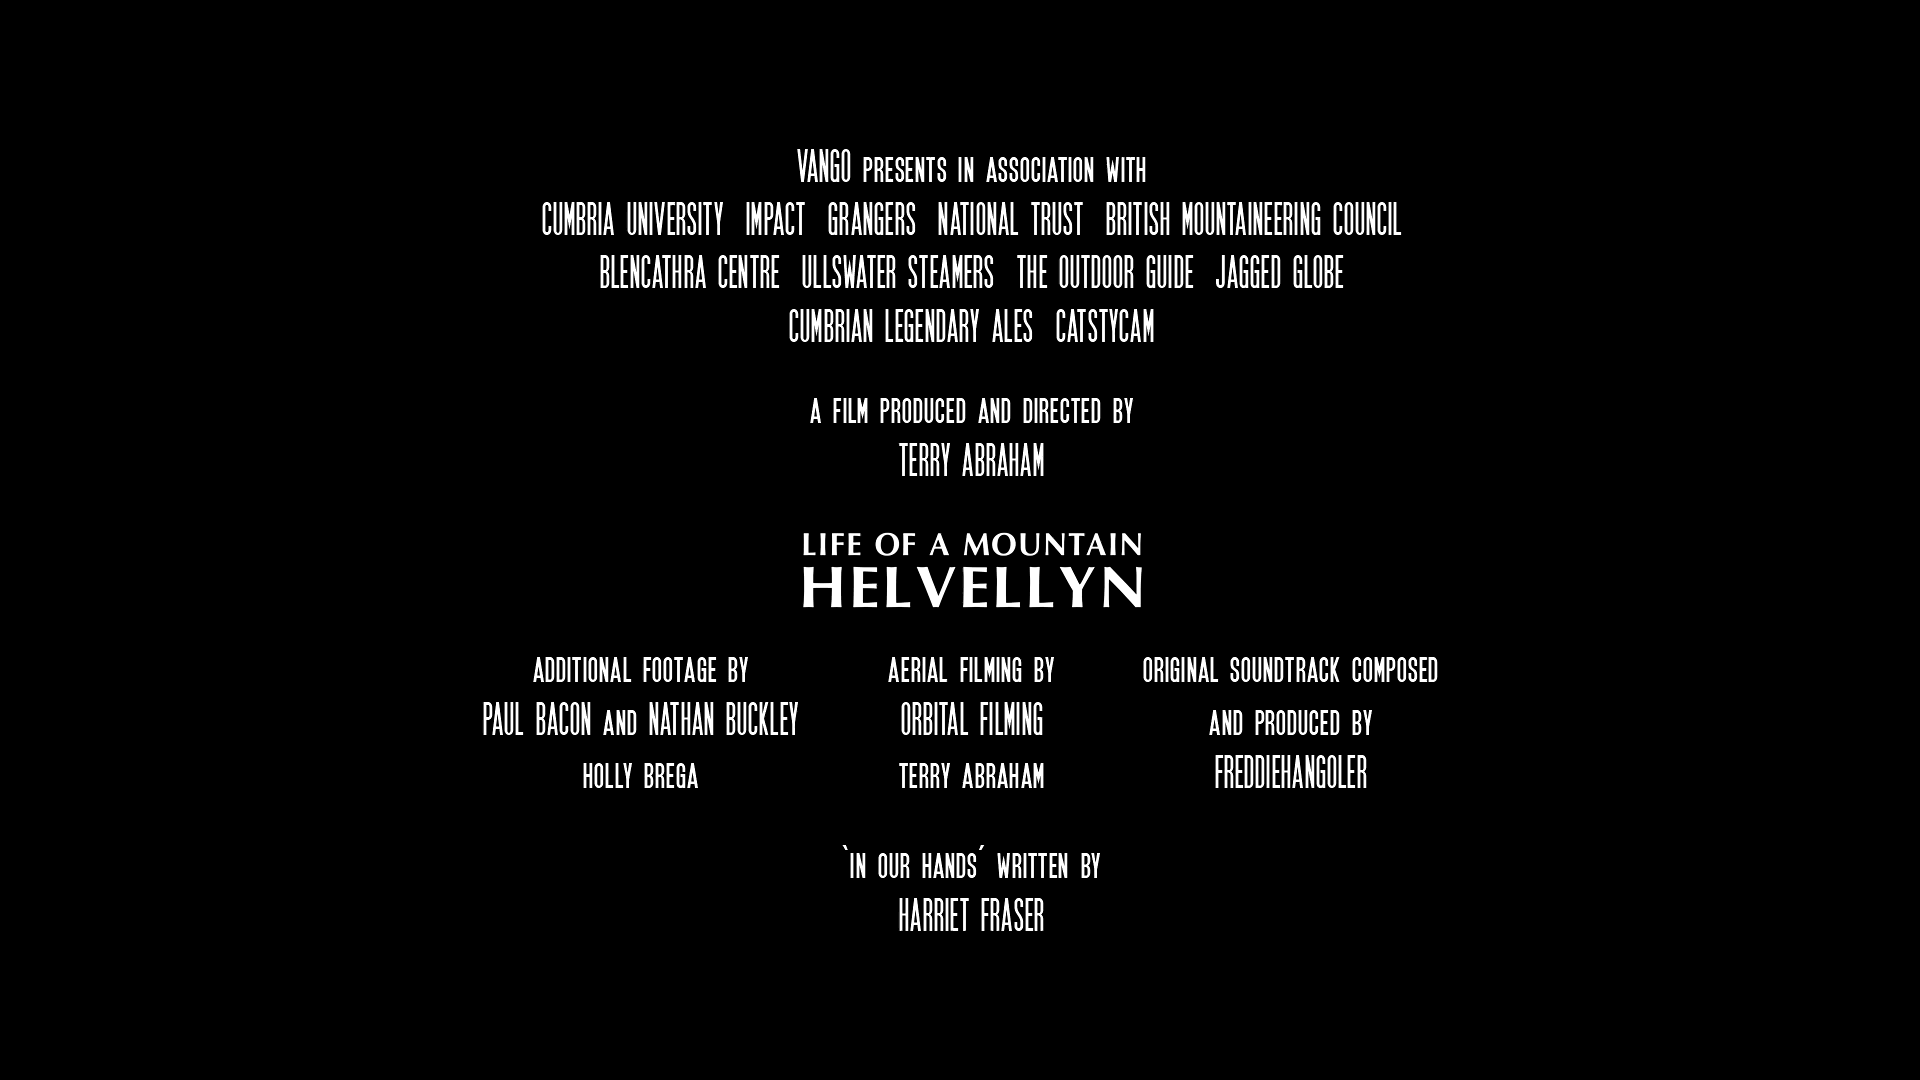 VANGO PRESENTS IN ASSOCIATION WITH
CUMBRIA UNIVERSITY IMPACT GRANGERS NATIONAL TRUST BRITISH MOUNTAINEERING COUNCIL
BLENCATHRA CENTRE ULLSWATER STEAMERS THE OUTDOOR GUIDE JAGGED GLOBE
CUMBRIAN LEGENDARY ALES CATSTYCAM
A FILM PRODUCED AND DIRECTED BY
TERRY ABRAHAM
LIFE OF A MOUNTAIN
HELVELLYN
ADDITIONAL FOOTAGE BY
PAUL BACON AND NATHAN BUCKLEY
HOLLY BREGA
AERIAL FILMING BY
ORBITAL FILMING
TERRY ABRAHAM
ORIGINAL SOUNDTRACK COMPOSED
AND PRODUCED BY
FREDDIEHANGOLER
`IN OUR HANDS´ WRITTEN BY
HARRIET FRASER